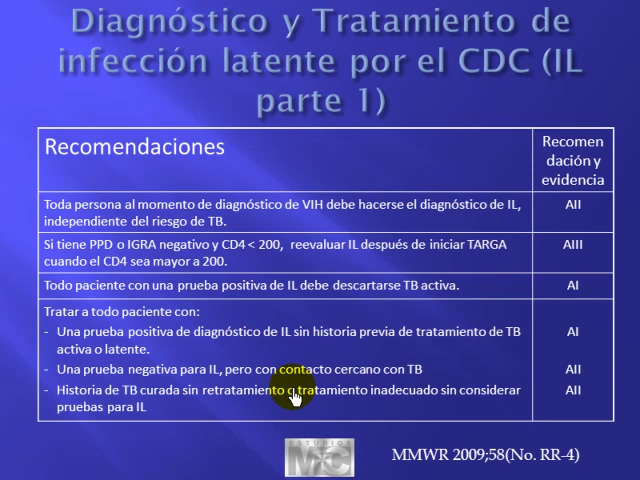 Diagnóstico y Tratamiento de
infección latente por el CDC (IL
parte 1)
Recomendaciones
Recomen
dación y
evidencia
Toda persona al momento de diagnóstico de VIH debe hacerse el diagnóstico de IL,
independiente del riesgo de TB.
AII
Si tiene PPD o IGRA negativo y CD4 < 200, reevaluar IL después de iniciar TARGA
cuando el CD4 sea mayor a 200.
AIII
Todo paciente con una prueba positiva de IL debe descartarse TB activa.
AI
Tratar a todo paciente con:
- Una prueba positiva de diagnóstico de IL sin historia previa de tratamiento de TB
activa o latente.
AI
- Una prueba negativa para IL, pero con contacto cercano con TB
AII
- Historia de TB curada sin retratamiento o tratamiento inadecuado sin considerar
pruebas para IL
AII
ESTUDIOS
MMWR 2009;58(No. RR-4)